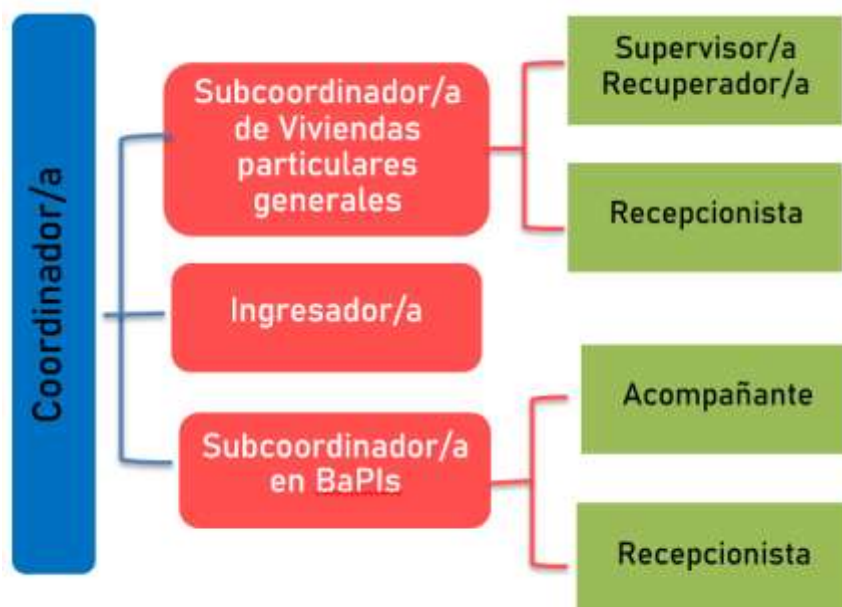 Coordinador/a
Subcoordinador/a
de Viviendas
particulares
generales
Supervisor/a
Recuperador/a
Recepcionista
Ingresador/a
Subcoordinador/a
en BaPIs
Acompañante
Recepcionista